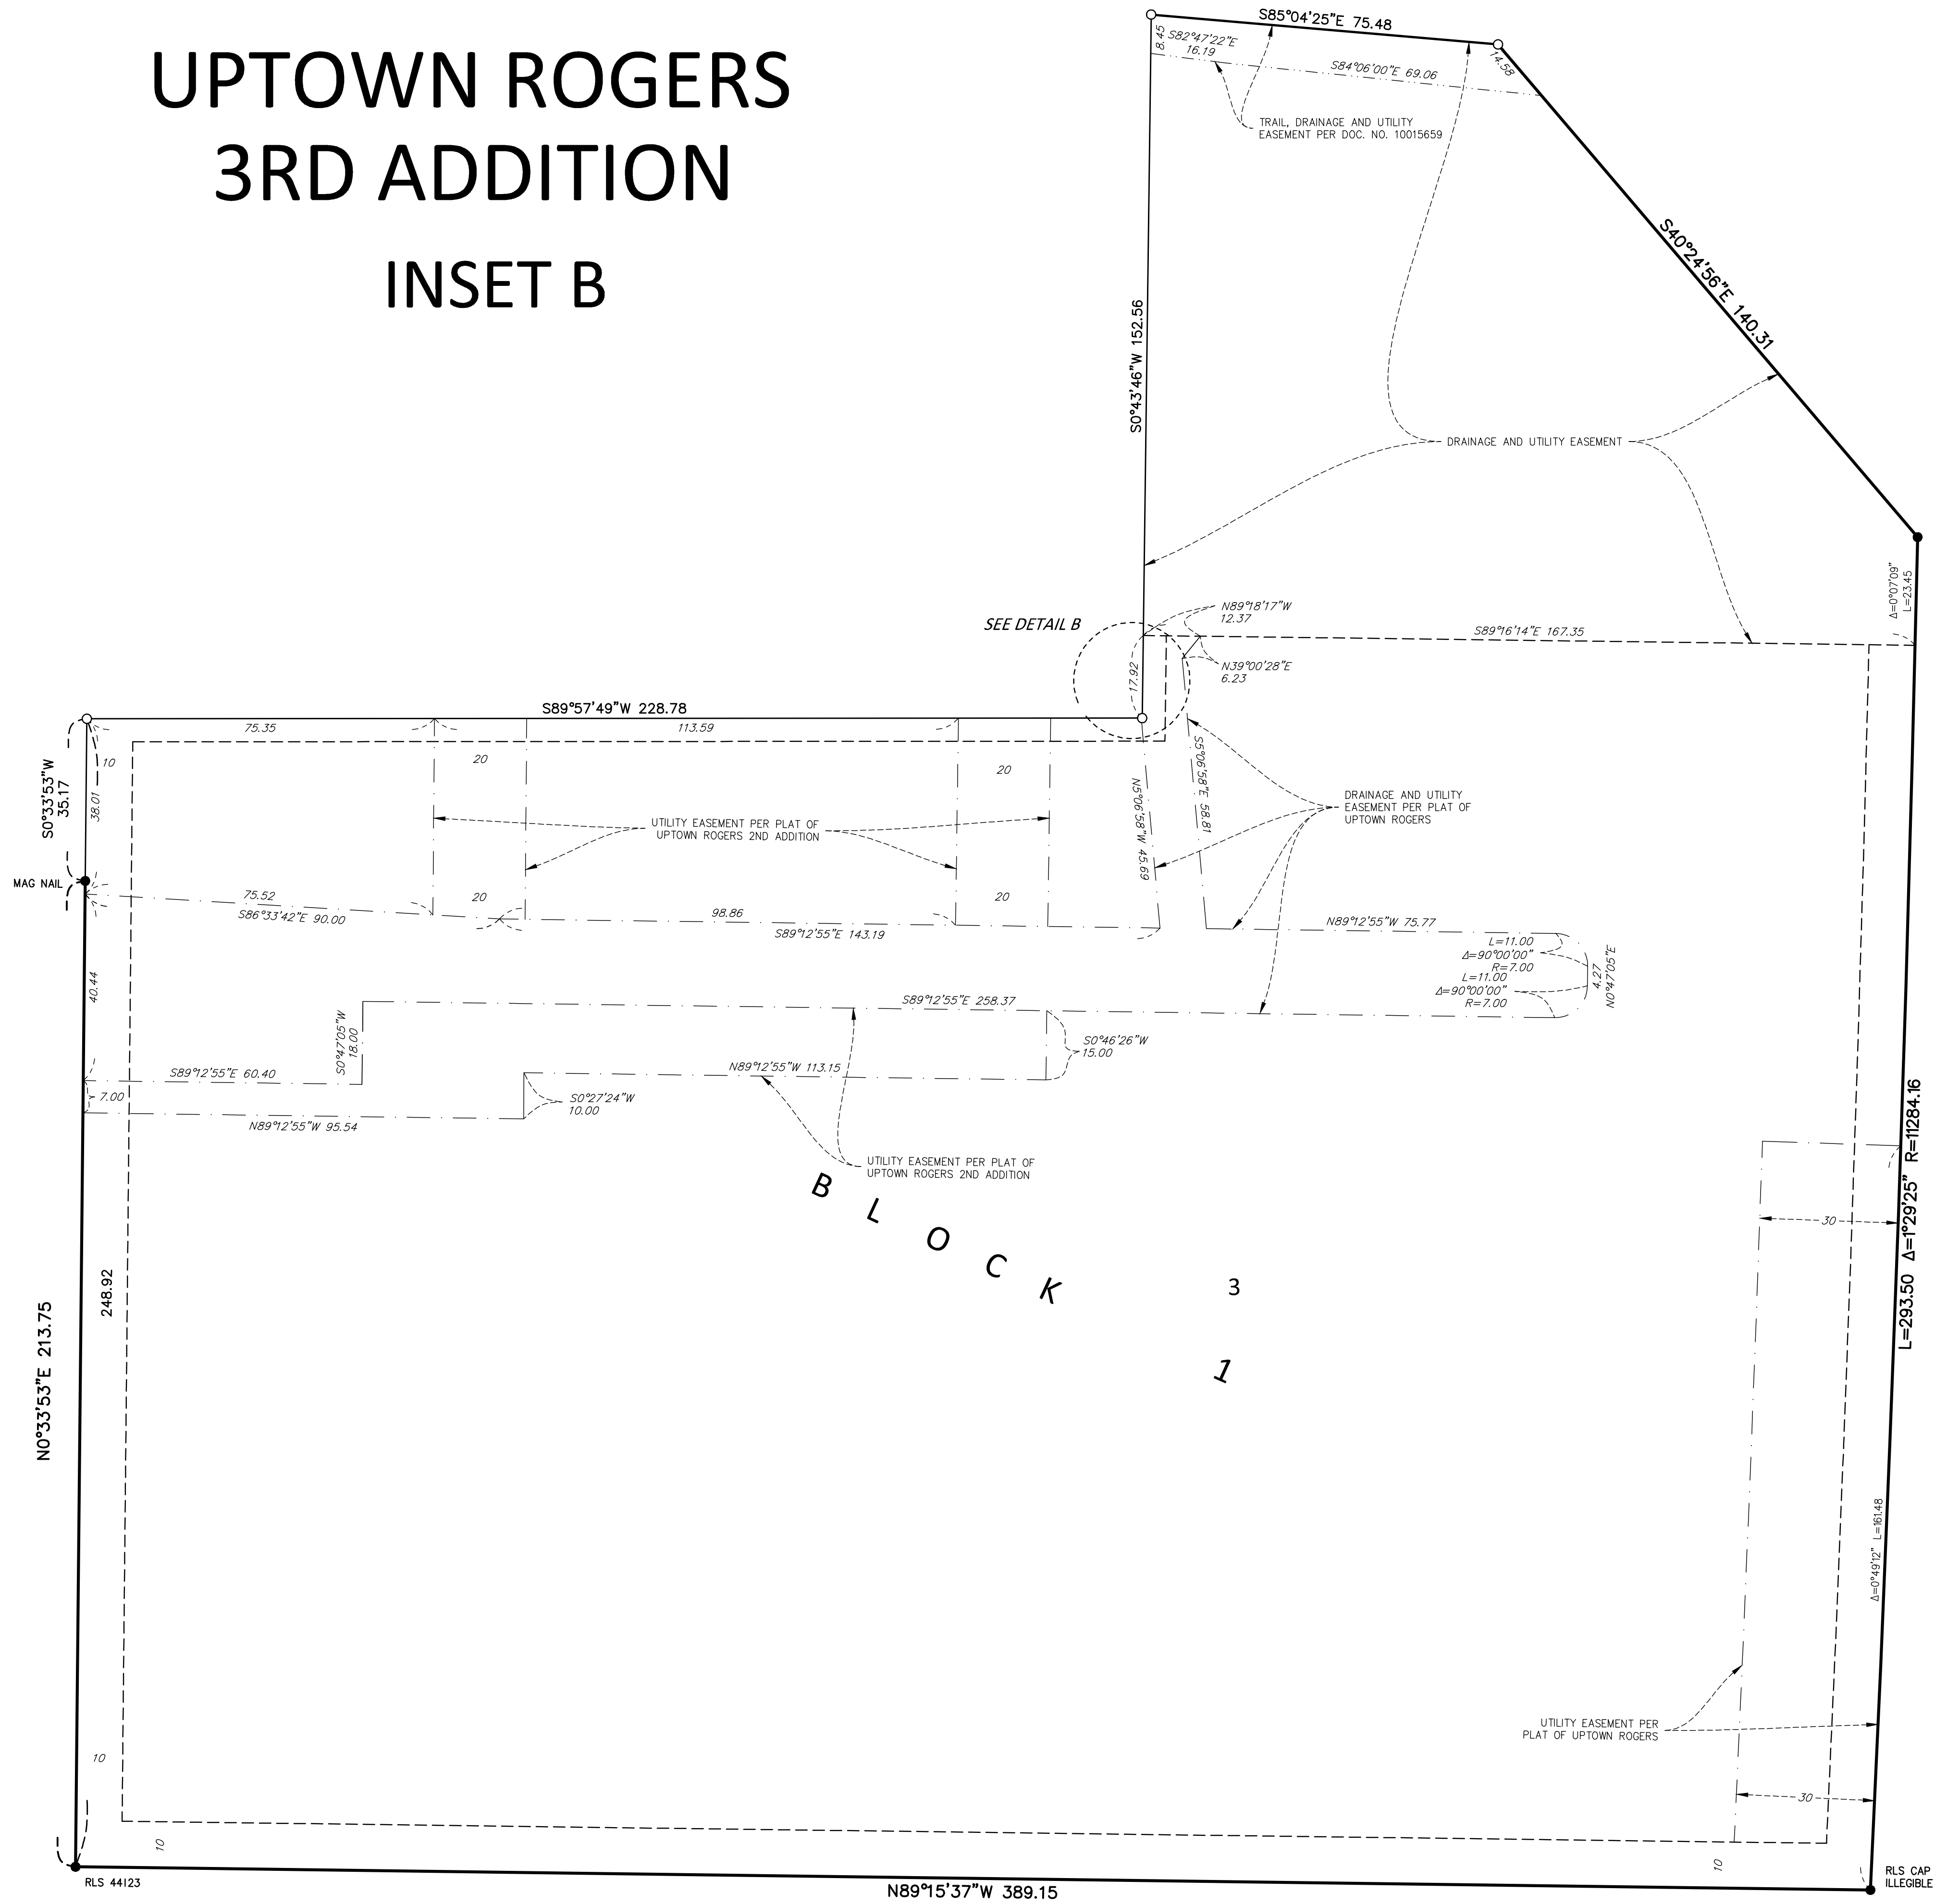 UPTOWN ROGERS
3RD ADDITION
INSET B
S85°04'25"E 75.48
8.45
S82°47'22"E
16.19
S84°06'00"E 69.06
14.58
TRAIL, DRAINAGE AND UTILITY
EASEMENT PER DOC. NO. 10015659
S40°24'56"E 140.31
S0°43'46"W 152.56
DRAINAGE AND UTILITY EASEMENT
Δ=0°07'09"
L=23.45
SEE DETAIL B
N89°18'17"W
12.37
S89°16'14"E 167.35
17.92
N39°00'28"E
6.23
S89°57'49"W 228.78
75.35
113.59
10
20
20
S0°33'53"W
35.17
38.01
S5°06'58"E 58.81
N5°06'58"W 45.69
DRAINAGE AND UTILITY
EASEMENT PER PLAT OF
UPTOWN ROGERS
UTILITY EASEMENT PER PLAT OF
UPTOWN ROGERS 2ND ADDITION
MAG NAIL
75.52
20
98.86
20
S86°33'42"E 90.00
S89°12'55"E 143.19
N89°12'55"W 75.77
L=11.00
Δ=90°00'00"
R=7.00
L=11.00
Δ=90°00'00"
R=7.00
4.27
N0°47'05"E
40.44
S89°12'55"E 258.37
S0°47'05"W
18.00
S0°46'26"W
15.00
S89°12'55"E 60.40
N89°12'55"W 113.15
7.00
S0°27'24"W
10.00
N89°12'55"W 95.54
UTILITY EASEMENT PER PLAT OF
UPTOWN ROGERS 2ND ADDITION
L=293.50 Δ=1°29'25" R=11284.16
30
BLOCK
3
1
248.92
N0°33'53"E 213.75
Δ=0°49'12" L=161.48
UTILITY EASEMENT PER
PLAT OF UPTOWN ROGERS
10
30
10
10
RLS 44123
N89°15'37"W 389.15
RLS CAP
ILLEGIBLE